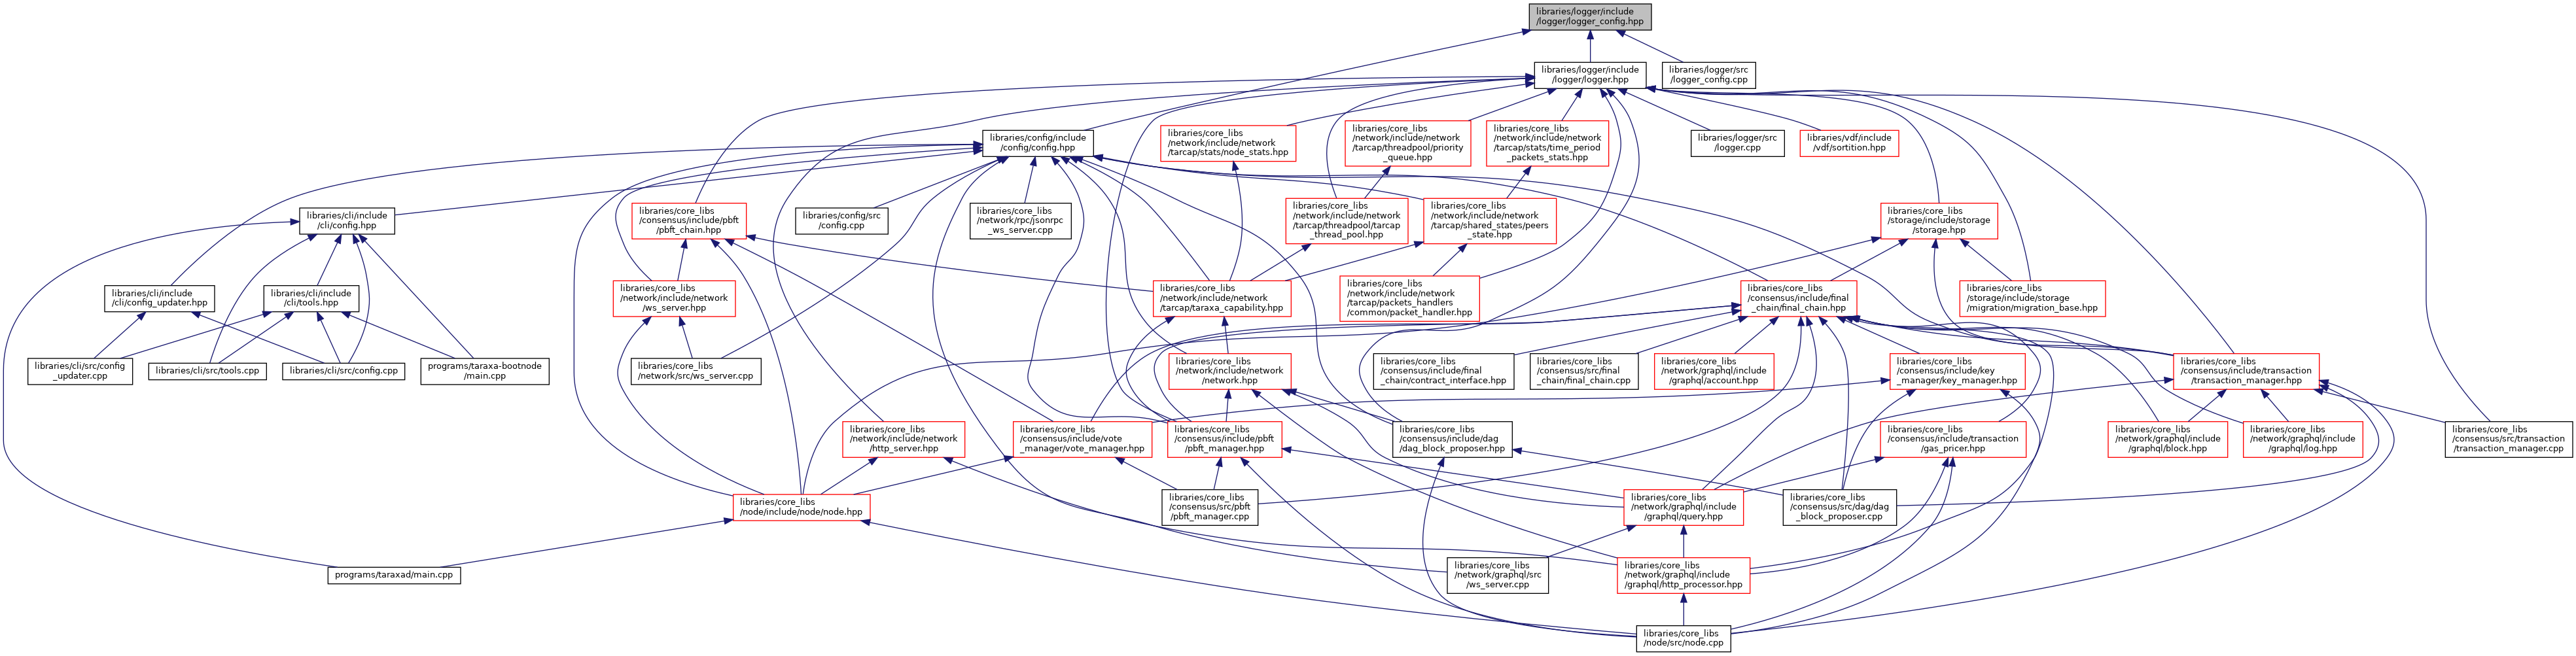 libraries/logger/include
/logger/logger_config.hpp
libraries/logger/include
/logger/logger.hpp
libraries/logger/src
/logger_config.cpp
libraries/config/include
/config/config.hpp
libraries/core_libs
/network/include/network
/tarcap/stats/node_stats.hpp
libraries/core_libs
/network/include/network
/tarcap/threadpool/priority
_queue.hpp
libraries/core_libs
/network/include/network
/tarcap/stats/time_period
_packets_stats.hpp
libraries/logger/src
/logger.cpp
libraries/vdf/include
/vdf/sortition.hpp
libraries/cli/include
/cli/config.hpp
libraries/core_libs
/consensus/include/pbft
/pbft_chain.hpp
libraries/config/src
/config.cpp
libraries/core_libs
/network/rpc/jsonrpc
_ws_server.cpp
libraries/core_libs
/network/include/network
/tarcap/threadpool/tarcap
_thread_pool.hpp
libraries/core_libs
/network/include/network
/tarcap/shared_states/peers
_state.hpp
libraries/core_libs
/storage/include/storage
/storage.hpp
libraries/cli/include
/cli/config_updater.hpp
libraries/cli/include
/cli/tools.hpp
libraries/core_libs
/network/include/network
/ws_server.hpp
libraries/core_libs
/network/include/network
/tarcap/taraxa_capability.hpp
libraries/core_libs
/network/include/network
/tarcap/packets_handlers
/common/packet_handler.hpp
libraries/core_libs
/consensus/include/final
_chain/final_chain.hpp
libraries/core_libs
/storage/include/storage
/migration/migration_base.hpp
libraries/cli/src/config
_updater.cpp
libraries/cli/src/tools.cpp
libraries/cli/src/config.cpp
programs/taraxa-bootnode
/main.cpp
libraries/core_libs
/network/src/ws_server.cpp
libraries/core_libs
/network/include/network
/network.hpp
libraries/core_libs
/consensus/include/final
_chain/contract_interface.hpp
libraries/core_libs
/consensus/src/final
_chain/final_chain.cpp
libraries/core_libs
/network/graphql/include
/graphql/account.hpp
libraries/core_libs
/consensus/include/key
_manager/key_manager.hpp
libraries/core_libs
/consensus/include/transaction
/transaction_manager.hpp
libraries/core_libs
/network/include/network
/http_server.hpp
libraries/core_libs
/consensus/include/vote
_manager/vote_manager.hpp
libraries/core_libs
/consensus/include/pbft
/pbft_manager.hpp
libraries/core_libs
/consensus/include/dag
/dag_block_proposer.hpp
libraries/core_libs
/consensus/include/transaction
/gas_pricer.hpp
libraries/core_libs
/network/graphql/include
/graphql/block.hpp
libraries/core_libs
/network/graphql/include
/graphql/log.hpp
libraries/core_libs
/consensus/src/transaction
/transaction_manager.cpp
libraries/core_libs
/node/include/node/node.hpp
libraries/core_libs
/consensus/src/pbft
/pbft_manager.cpp
libraries/core_libs
/network/graphql/include
/graphql/query.hpp
libraries/core_libs
/consensus/src/dag/dag
_block_proposer.cpp
programs/taraxad/main.cpp
libraries/core_libs
/network/graphql/src
/ws_server.cpp
libraries/core_libs
/network/graphql/include
/graphql/http_processor.hpp
libraries/core_libs
/node/src/node.cpp